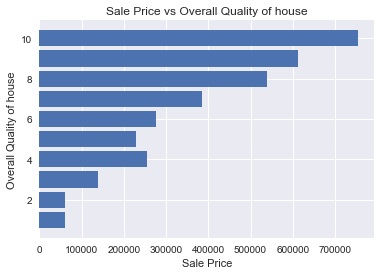 Sale Price vs Overall Quality of house
Overall Quality of house
10
8
6
4
2
0 100000 200000 300000 400000 500000 600000 700000
Sale Price